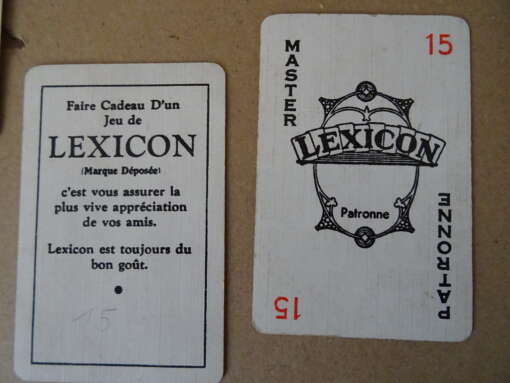 Faire Cadeau D'un
Jeu de
LEXICON
(Marque Déposée)
c'est vous assurer la
plus vive appréciation
de vos amis.
Lexicon est toujours du
bon goût.
15
MASTER
15
LEXICON
Patronne
PATRONNE
15